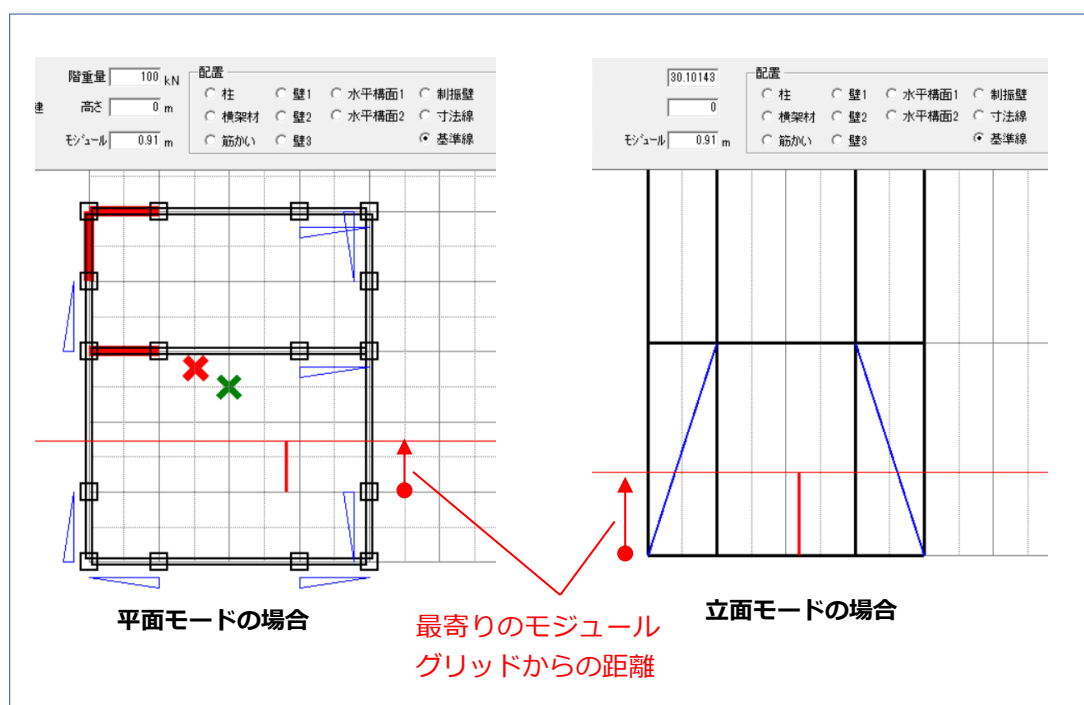 階重量 100 kN
配置
柱 壁1 水平構面1 制振壁
高さ 0 m
横架材 壁2 水平構面2 寸法線
モジュール 0.91 m
筋かい 壁3 基準線
30.10143
配置
柱 壁1 水平構面1 制振壁
0
横架材 壁2 水平構面2 寸法線
モジュール 0.91 m
筋かい 壁3 基準線
平面モードの場合
立面モードの場合
最寄りのモジュール
グリッドからの距離